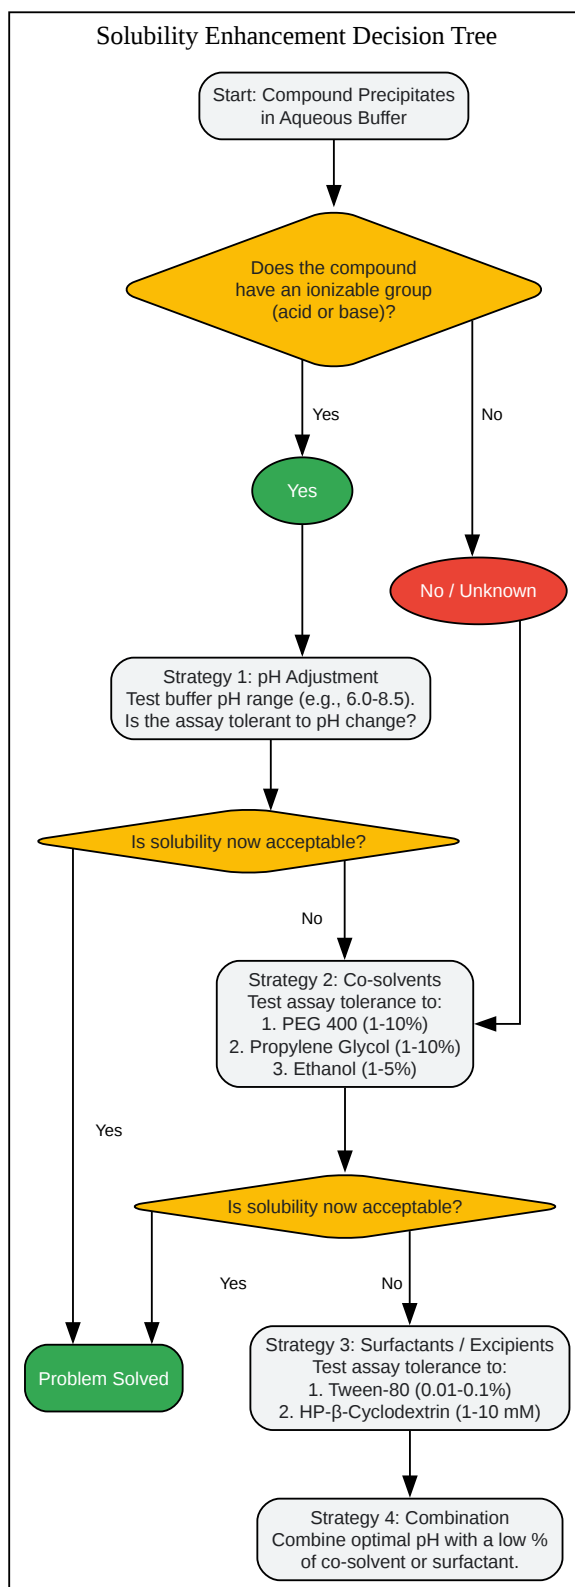 Solubility Enhancement Decision Tree
Start: Compound Precipitates
in Aqueous Buffer
Does the compound
have an ionizable group
(acid or base)?
Yes
No
Yes
No / Unknown
Strategy 1: pH Adjustment
Test buffer pH range (e.g., 6.0-8.5).
Is the assay tolerant to pH change?
Is solubility now acceptable?
No
Strategy 2: Co-solvents
Test assay tolerance to:
1. PEG 400 (1-10%)
2. Propylene Glycol (1-10%)
3. Ethanol (1-5%)
Yes
Is solubility now acceptable?
Yes
No
Problem Solved
Strategy 3: Surfactants / Excipients
Test assay tolerance to:
1. Tween-80 (0.01-0.1%)
2. HP-β-Cyclodextrin (1-10 mM)
Strategy 4: Combination
Combine optimal pH with a low %
of co-solvent or surfactant.